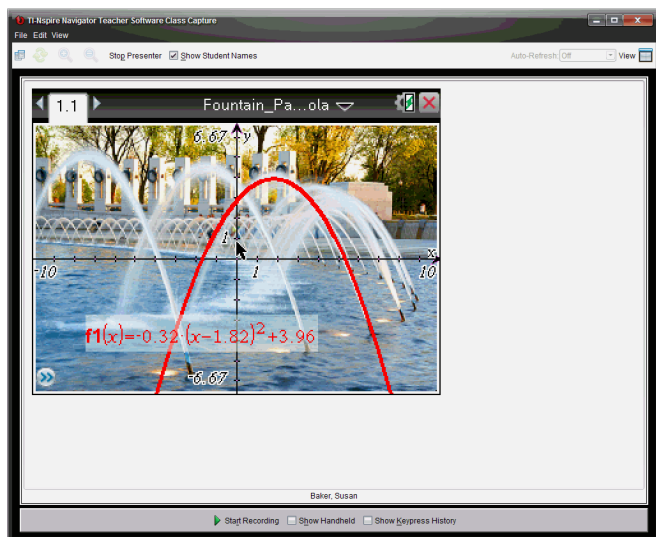 TI-Nspire Navigator Teacher Software Class Capture
File Edit View
Stop Presenter Show Student Names Auto-Refresh: Off View
1.1 Fountain_Pa...ola
6.67 y
1
x
-10 1 10
f1(x)=-0.32·(x-1.82)²+3.96
-6.67
Baker, Susan
Start Recording Show Handheld Show Keypress History